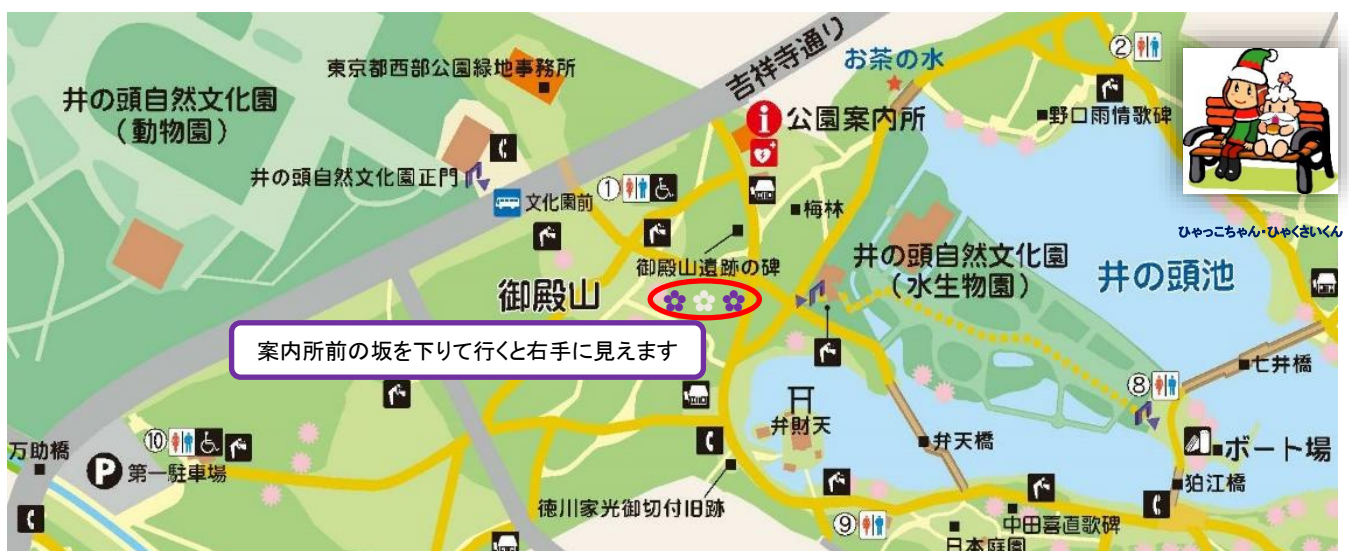 吉祥寺通り
お茶の水
②
東京都西部公園緑地事務所
井の頭自然文化園
（動物園）
i 公園案内所
■野口雨情歌碑
井の頭自然文化園正門
文化園前
①
■梅林
ひゃっこちゃん・ひゃくさいくん
御殿山遺跡の碑
井の頭自然文化園
（水生物園）
井の頭池
御殿山
案内所前の坂を下りて行くと右手に見えます
七井橋
⑧
弁財天
弁天橋
ボート場
万助橋
⑩
P 第一駐車場
狛江橋
徳川家光御切付旧跡
⑨
中田喜直歌碑
日本庭園